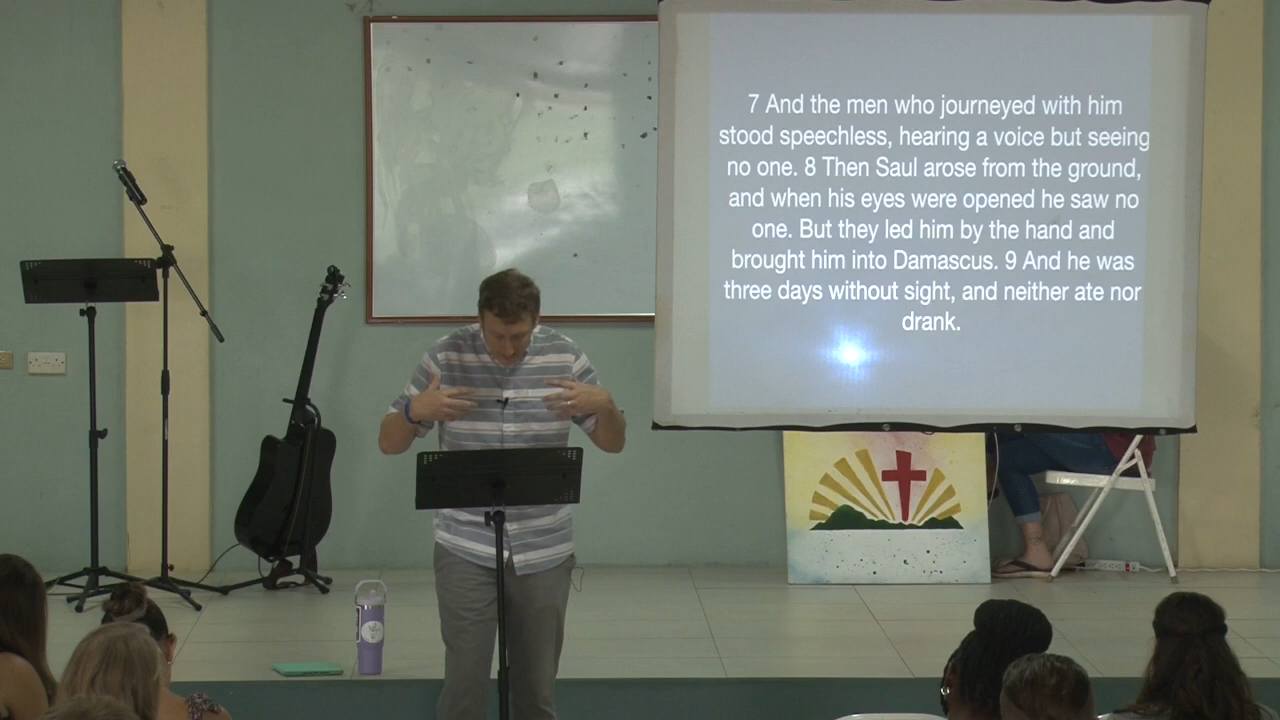 7 And the men who journeyed with him
stood speechless, hearing a voice but seeing
no one. 8 Then Saul arose from the ground,
and when his eyes were opened he saw no
one. But they led him by the hand and
brought him into Damascus. 9 And he was
three days without sight, and neither ate nor
drank.